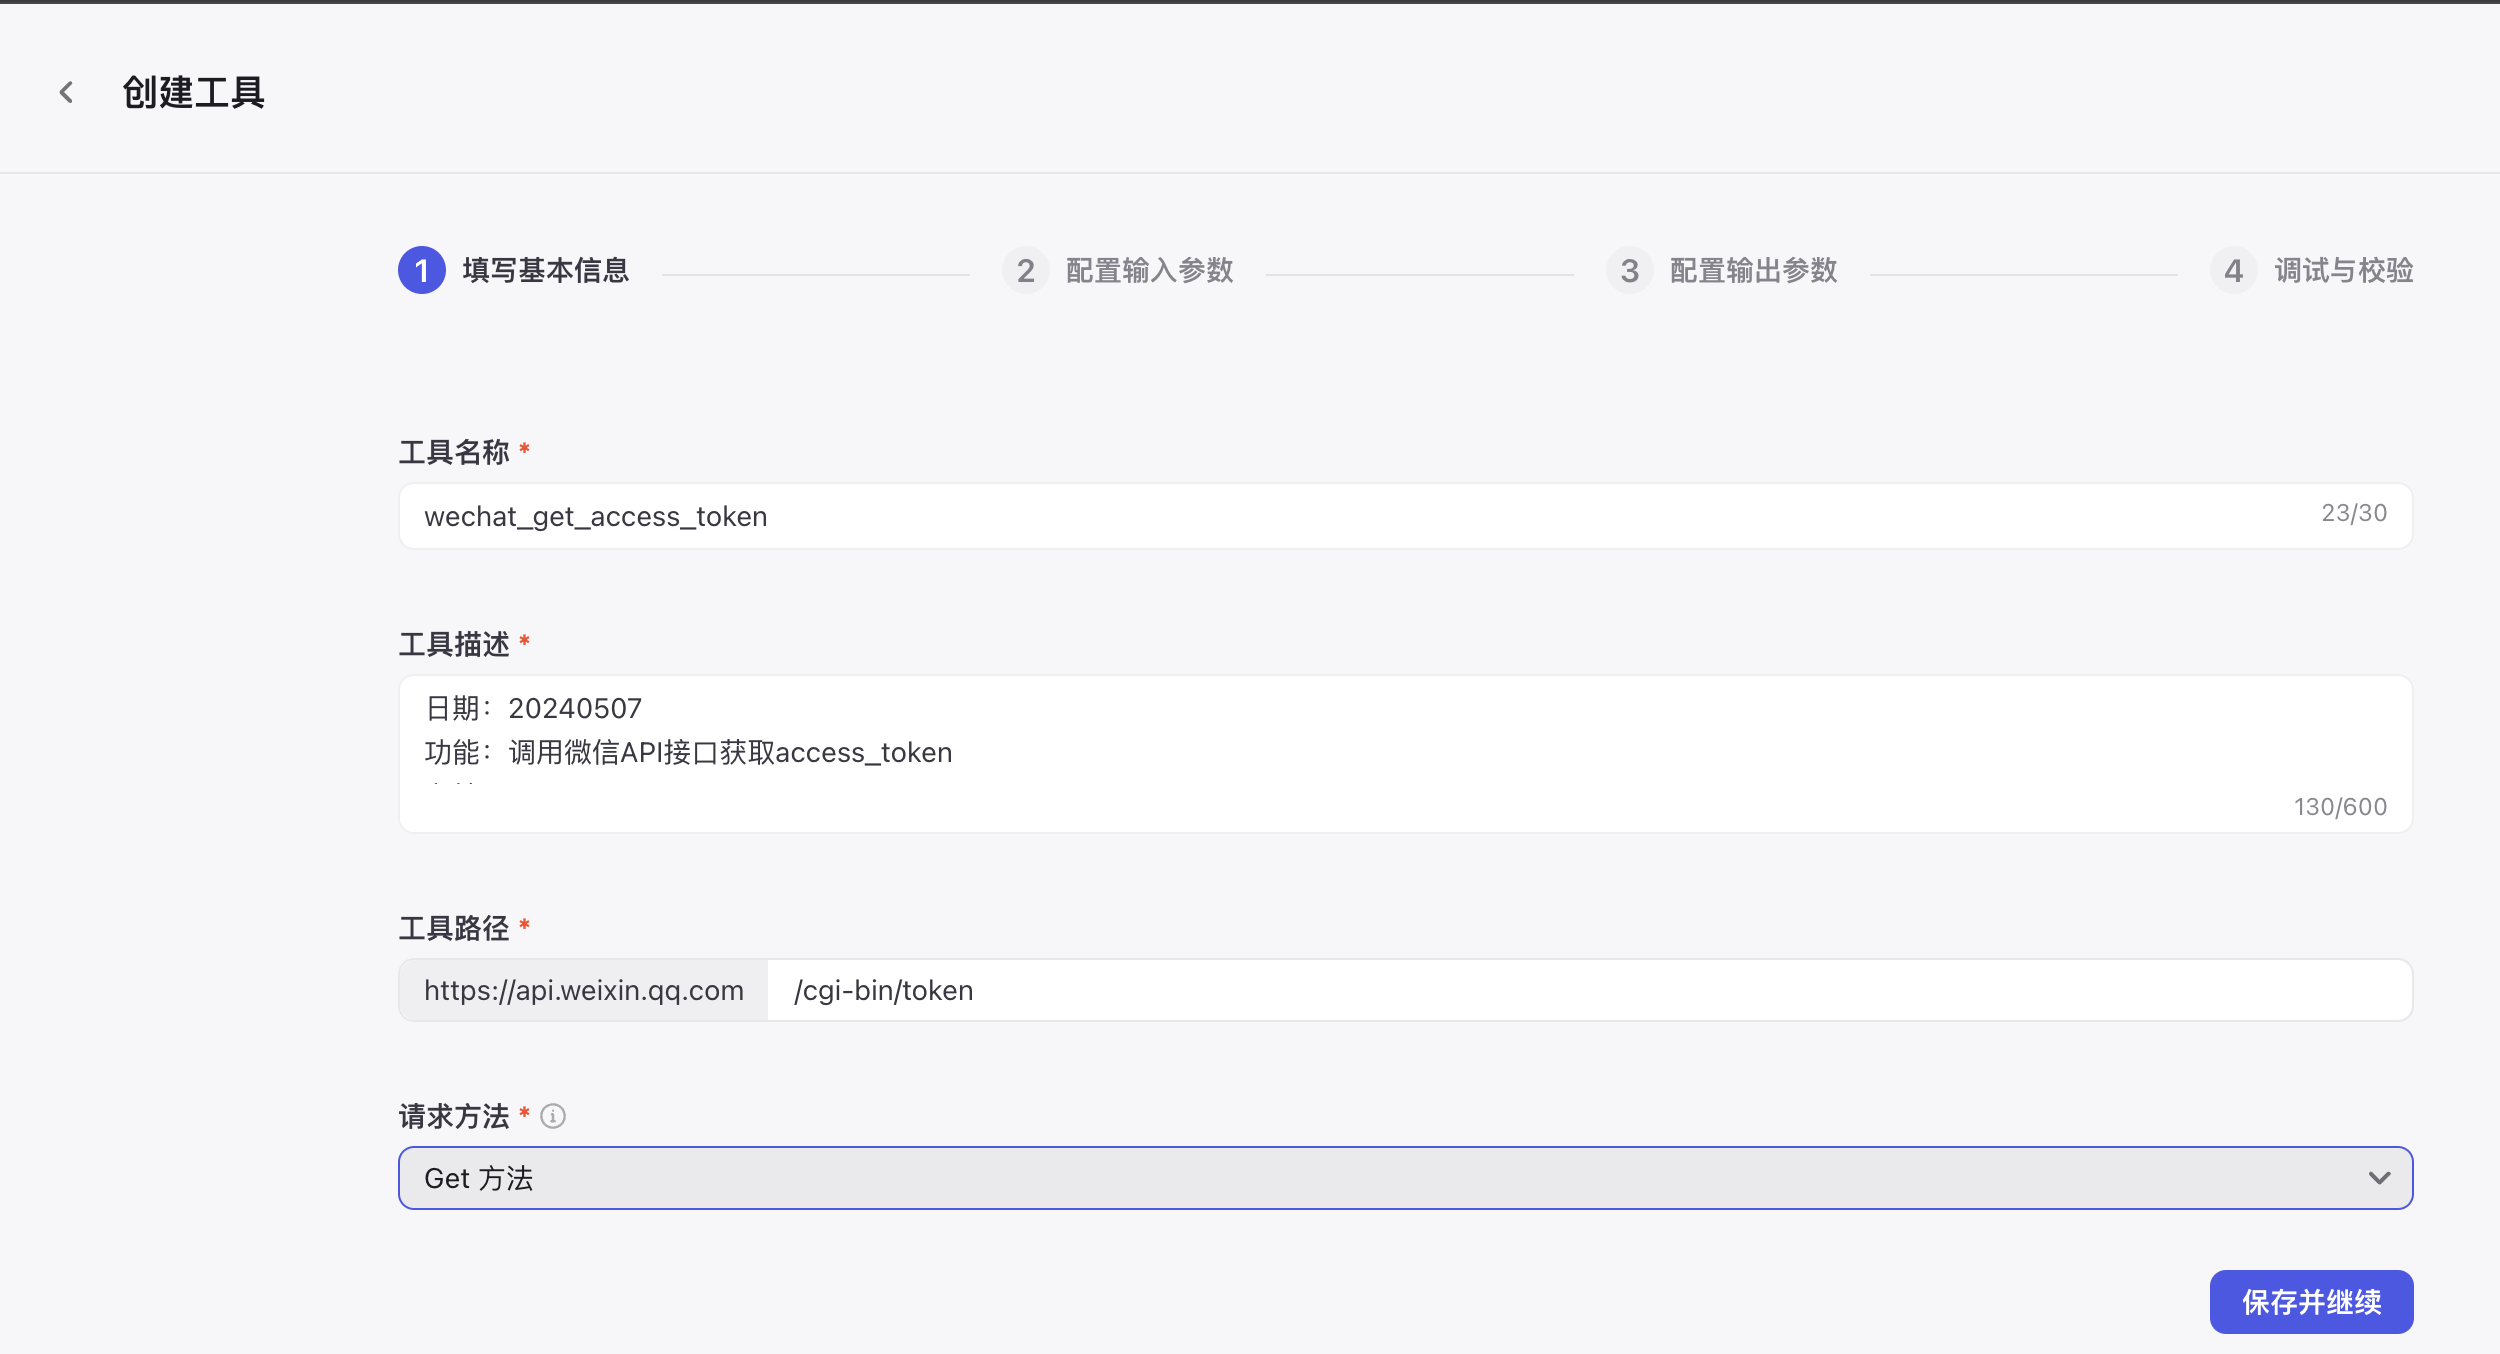 创建工具
1 填写基本信息 2 配置输入参数 3 配置输出参数 4 调试与校验
工具名称 *
wechat_get_access_token 23/30
工具描述 *
日期：20240507
功能：调用微信API接口获取access_token
130/600
工具路径 *
https://api.weixin.qq.com /cgi-bin/token
请求方法 *
Get 方法
保存并继续